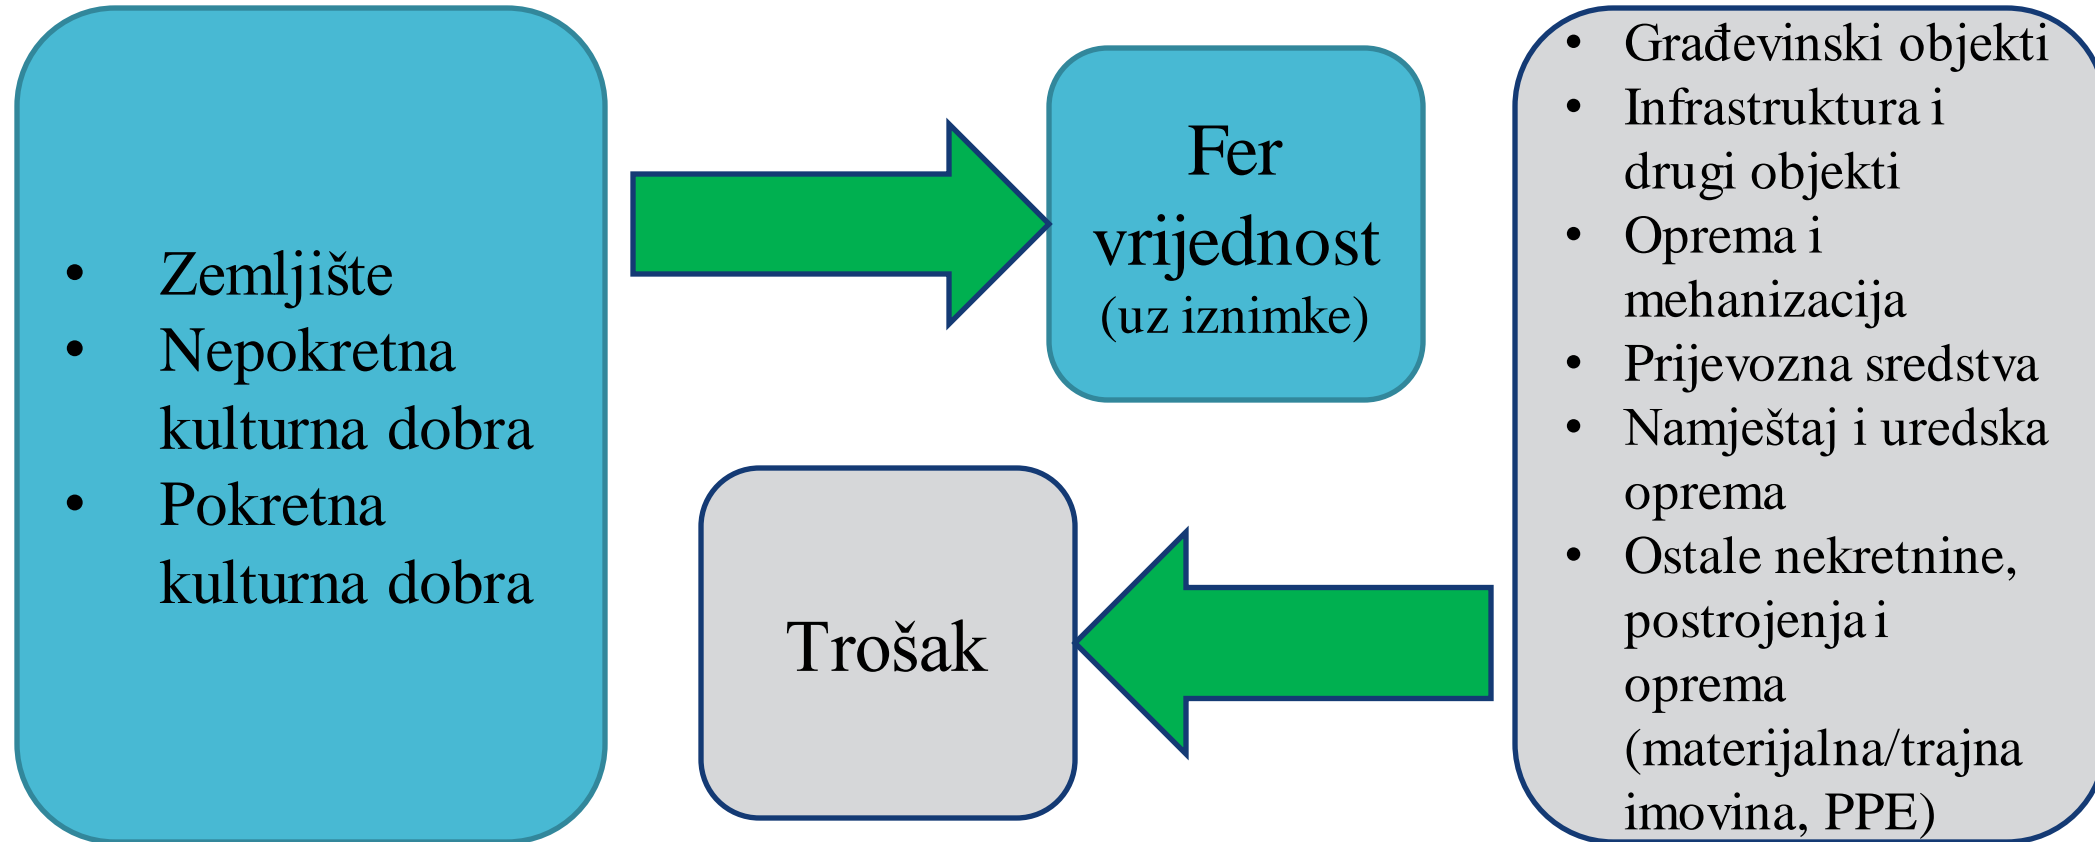 • Zemljište
• Nepokretna
kulturna dobra
• Pokretna
kulturna dobra
Fer
vrijednost
(uz iznimke)
Trošak
• Građevinski objekti
• Infrastruktura i
drugi objekti
• Oprema i
mehanizacija
• Prijevozna sredstva
• Namještaj i uredska
oprema
• Ostale nekretnine,
postrojenja i
oprema
(materijalna/trajna
imovina, PPE)